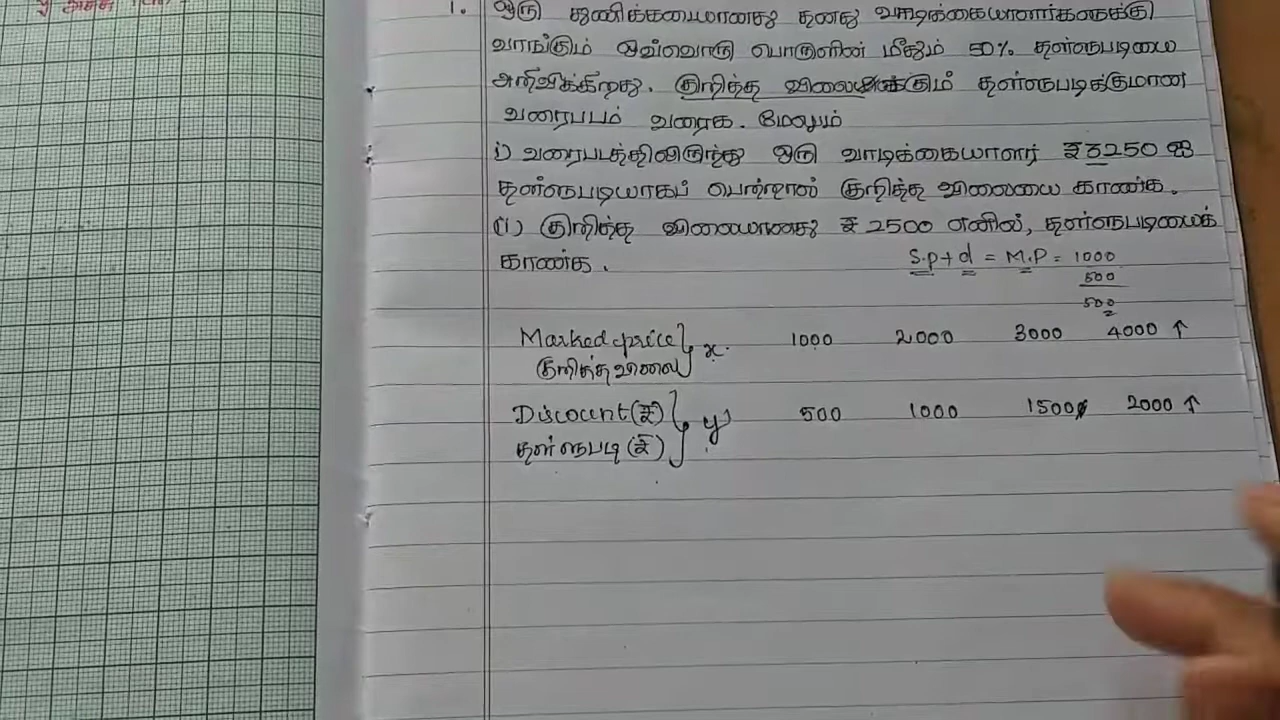 1. ஒரு துணிக்கடையானது தனது வாடிக்கையாளர்களுக்கு
வாங்கும் ஒவ்வொரு பொருளின் மீதும் 50% தள்ளுபடியை
அறிவிக்கிறது. குறித்த விலைக்கும் தள்ளுபடிக்குமான
வரைபடம் வரைக. மேலும்
i) வரைபடத்திலிருந்து ஒரு வாடிக்கையாளர் ₹3250 ஐ
தள்ளுபடியாகப் பெற்றால் குறித்த விலையை காண்க.
ii) குறித்த விலையானது ₹ 2500 எனில், தள்ளுபடியைக்
காண்க.
S.p + d = M.P = 1000
500
500
Marked price } x. 1000 2000 3000 4000 ↑
குறித்த விலை
Discount (₹) } y 500 1000 1500 2000 ↑
தள்ளுபடி (₹)